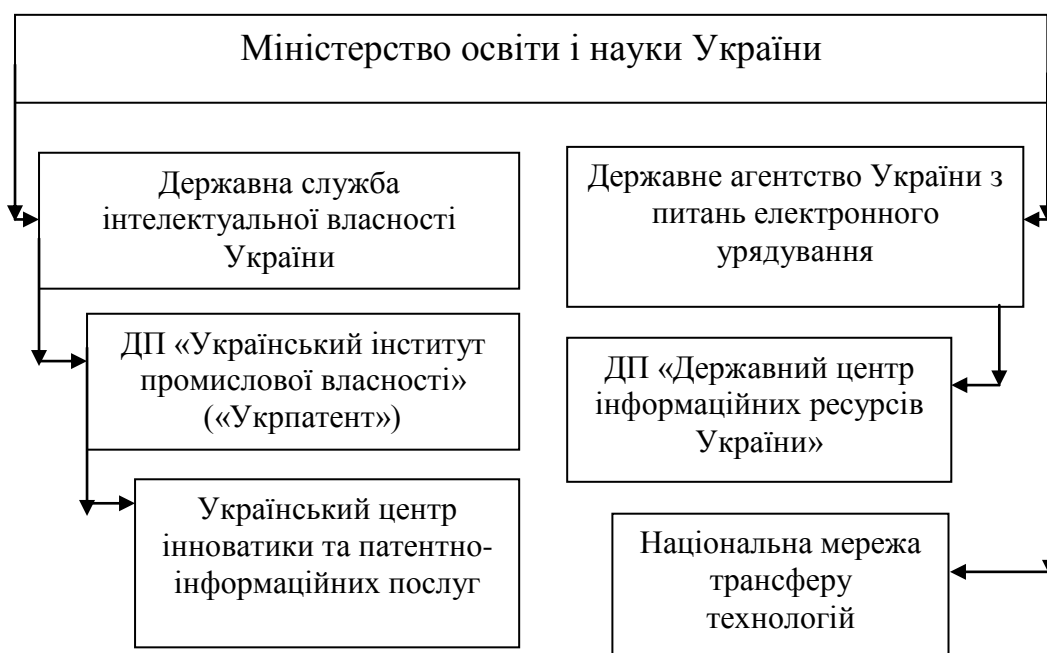 Міністерство освіти і науки України
Державна служба
інтелектуальної власності
України
Державне агентство України з
питань електронного
урядування
ДП «Український інститут
промислової власності»
(«Укрпатент»)
ДП «Державний центр
інформаційних ресурсів
України»
Український центр
інноватики та патентно-
інформаційних послуг
Національна мережа
трансферу
технологій